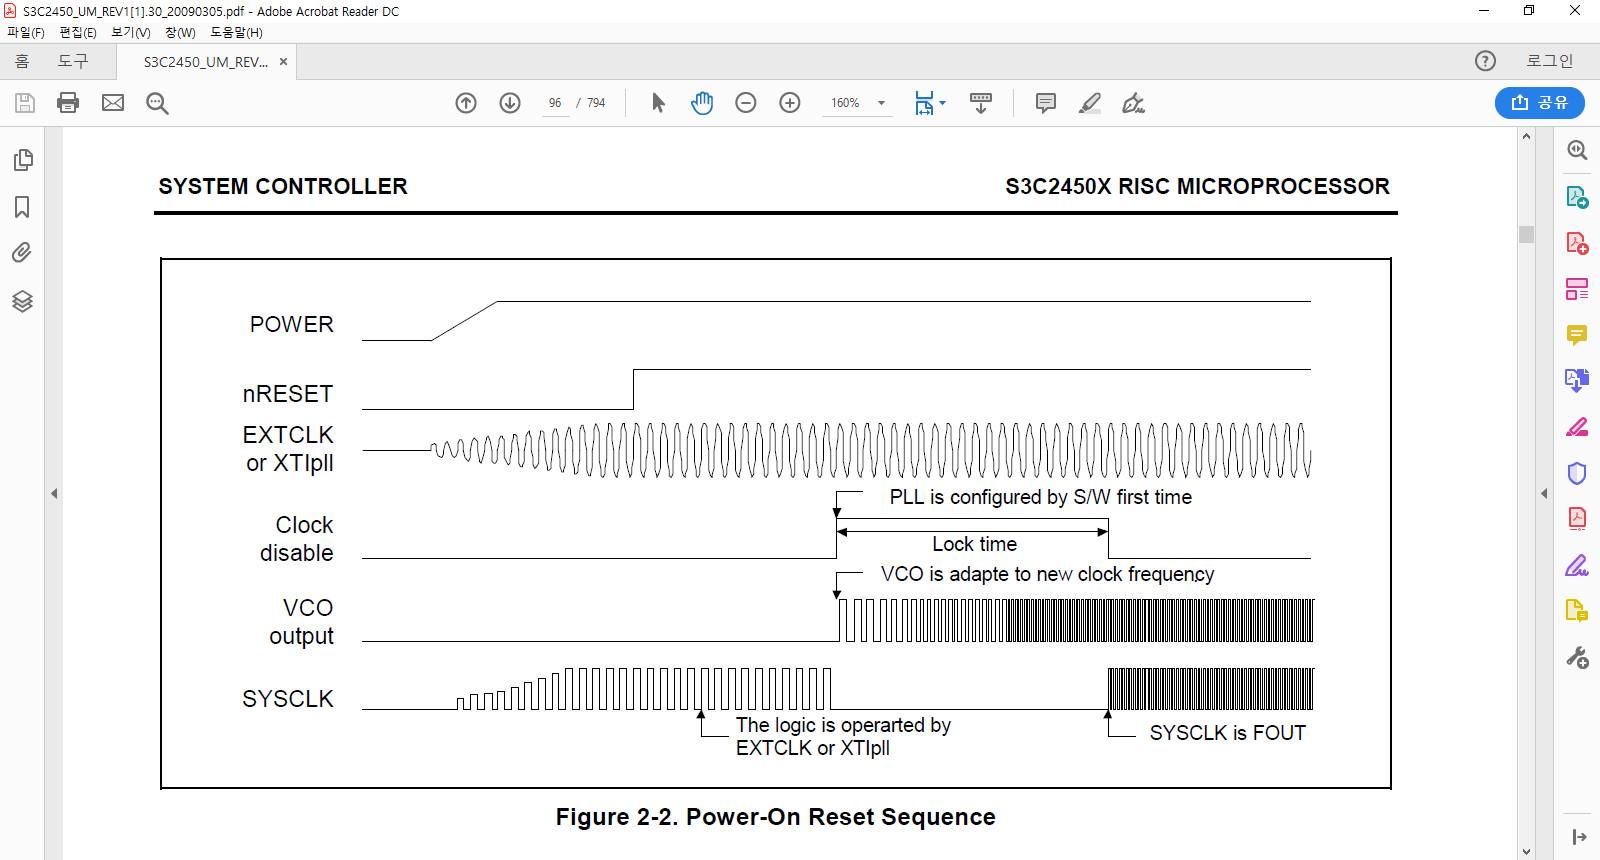 S3C2450_UM_REV1[1].30_20090305.pdf - Adobe Acrobat Reader DC
파일(F) 편집(E) 보기(V) 창(W) 도움말(H)
홈 도구 S3C2450_UM_REV... × 로그인
96 / 794 160% 공유
SYSTEM CONTROLLER S3C2450X RISC MICROPROCESSOR
POWER
nRESET
EXTCLK
or XTIpll
PLL is configured by S/W first time
Clock
disable
Lock time
VCO is adapte to new clock frequency
VCO
output
SYSCLK
The logic is operarted by
EXTCLK or XTIpll
SYSCLK is FOUT
Figure 2-2. Power-On Reset Sequence